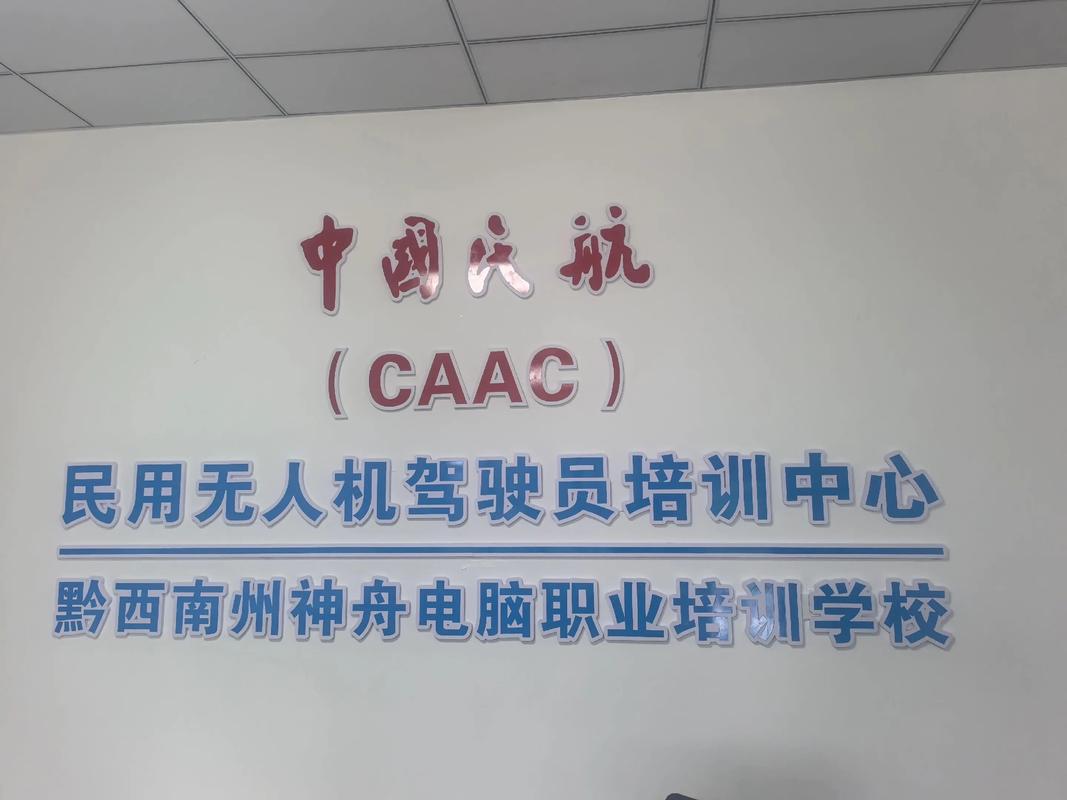 中國民航
（CAAC）
民用无人机驾驶员培训中心
黔西南州神舟电脑职业培训学校